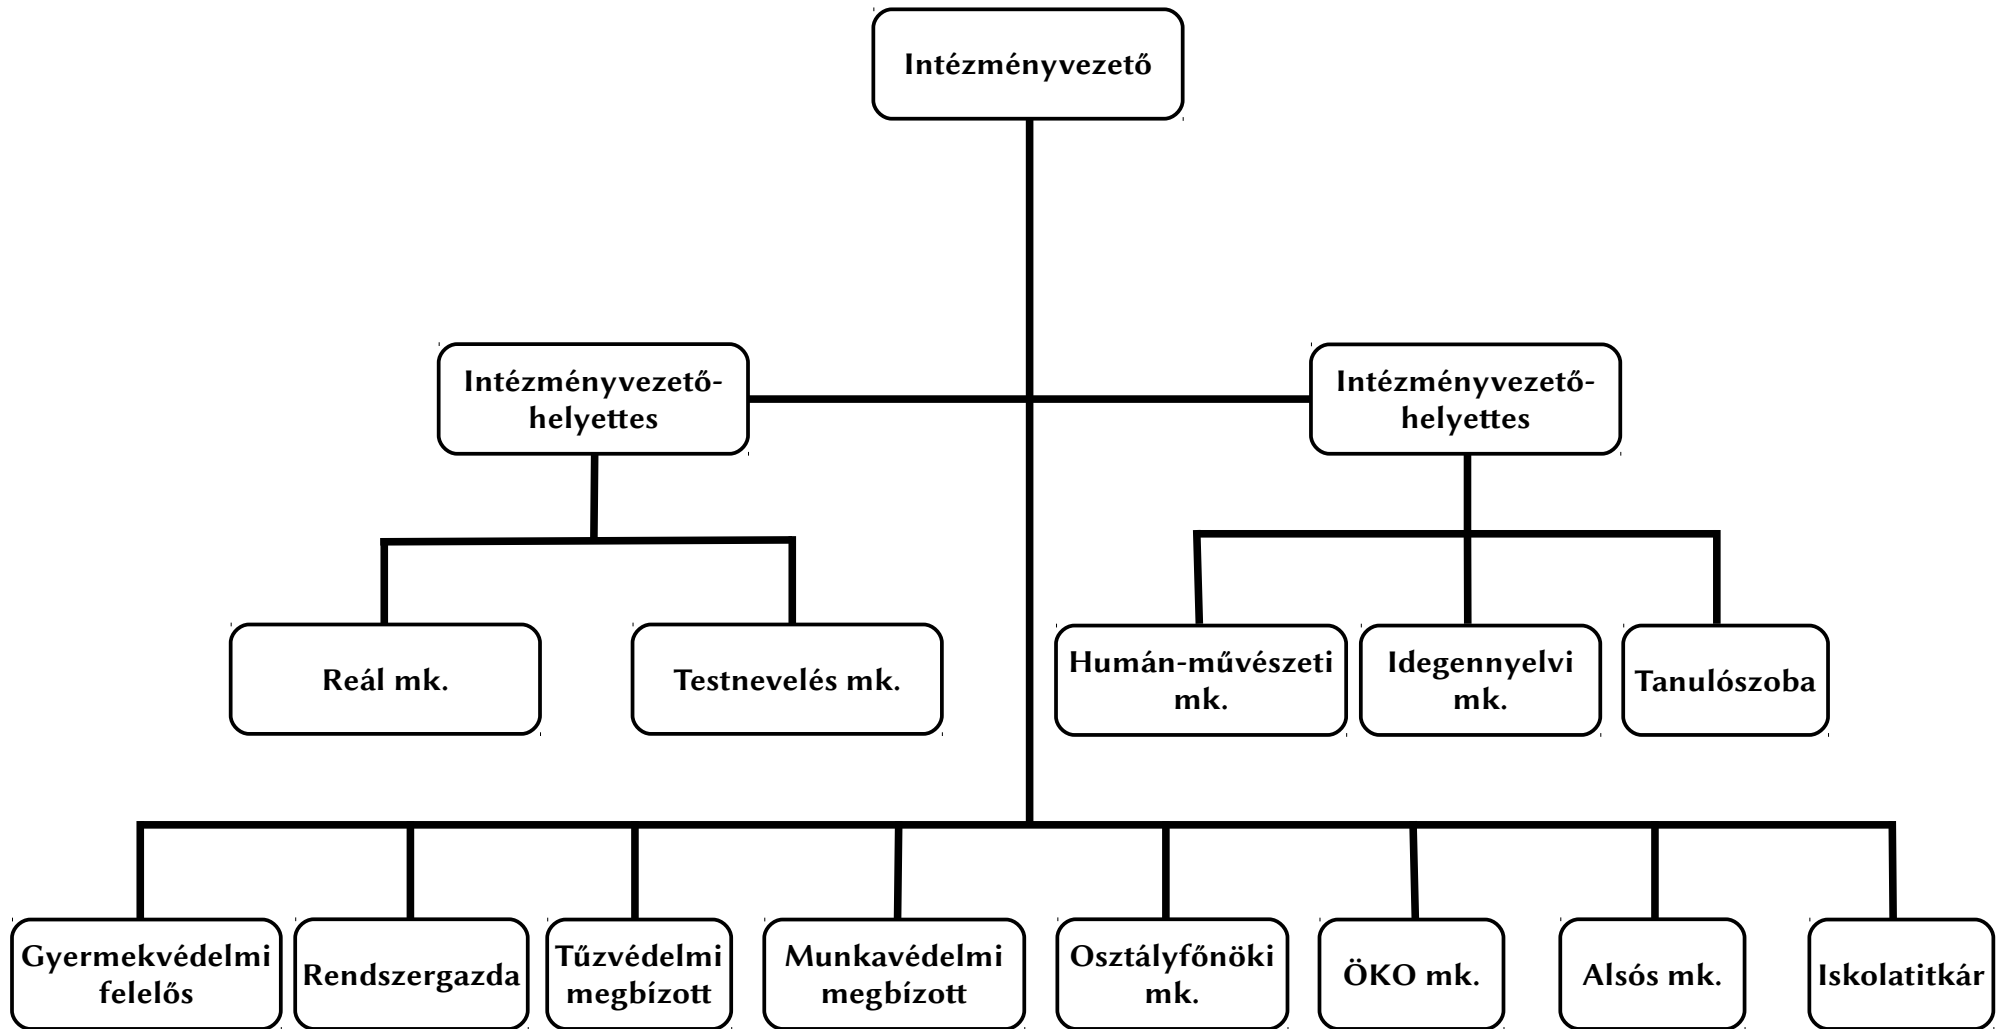 Intézményvezető
Intézményvezető-
helyettes
Intézményvezető-
helyettes
Reál mk.
Testnevelés mk.
Humán-művészeti
mk.
Idegennyelvi
mk.
Tanulószoba
Gyermekvédelmi
felelős
Rendszergazda
Tűzvédelmi
megbízott
Munkavédelmi
megbízott
Osztályfőnöki
mk.
ÖKO mk.
Alsós mk.
Iskolatitkár